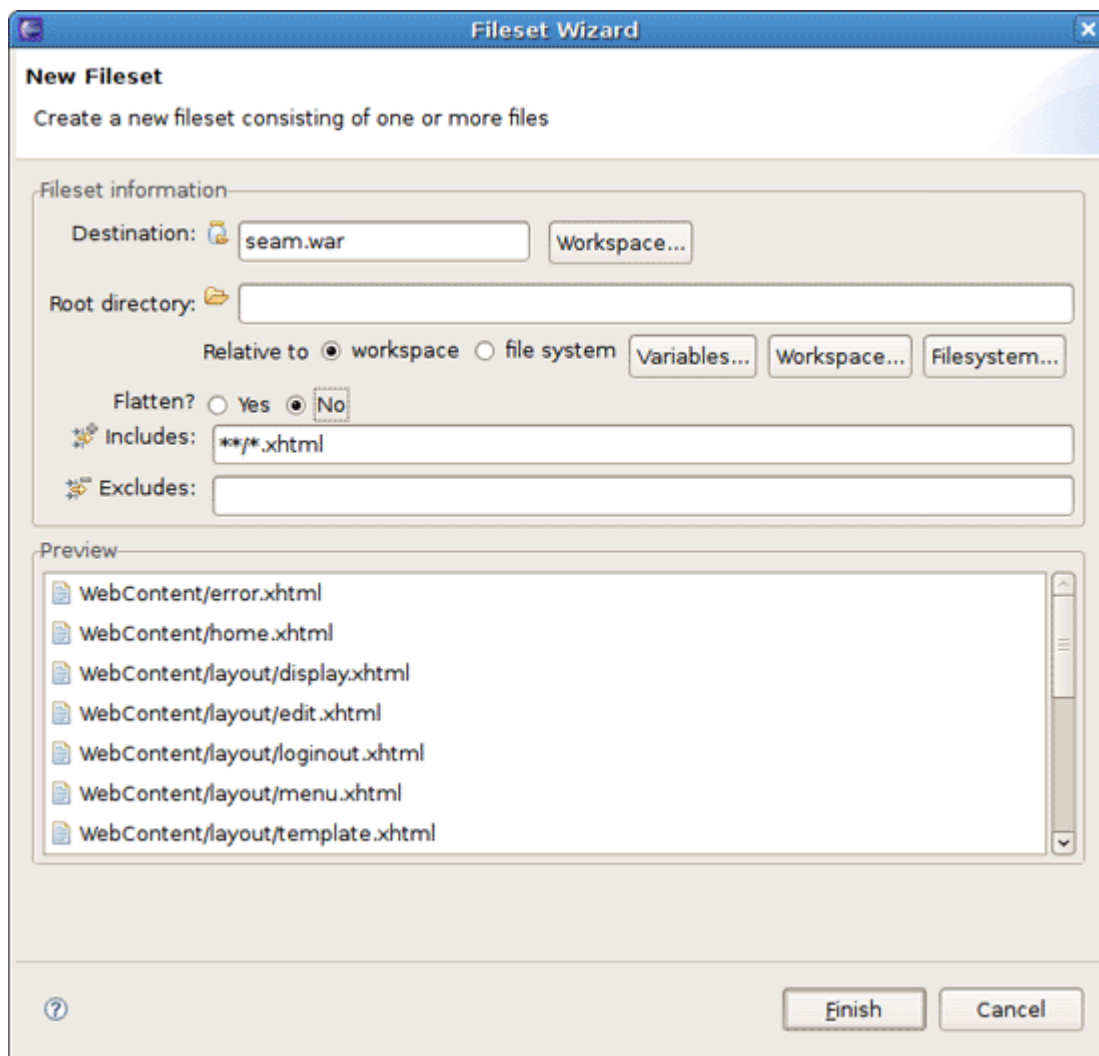 Fileset Wizard
New Fileset
Create a new fileset consisting of one or more files
Fileset information
Destination: seam.war Workspace...
Root directory:
Relative to workspace file system Variables... Workspace... Filesystem...
Flatten? Yes No
Includes: **/*.xhtml
Excludes:
Preview
WebContent/error.xhtml
WebContent/home.xhtml
WebContent/layout/display.xhtml
WebContent/layout/edit.xhtml
WebContent/layout/loginout.xhtml
WebContent/layout/menu.xhtml
WebContent/layout/template.xhtml
? Finish Cancel